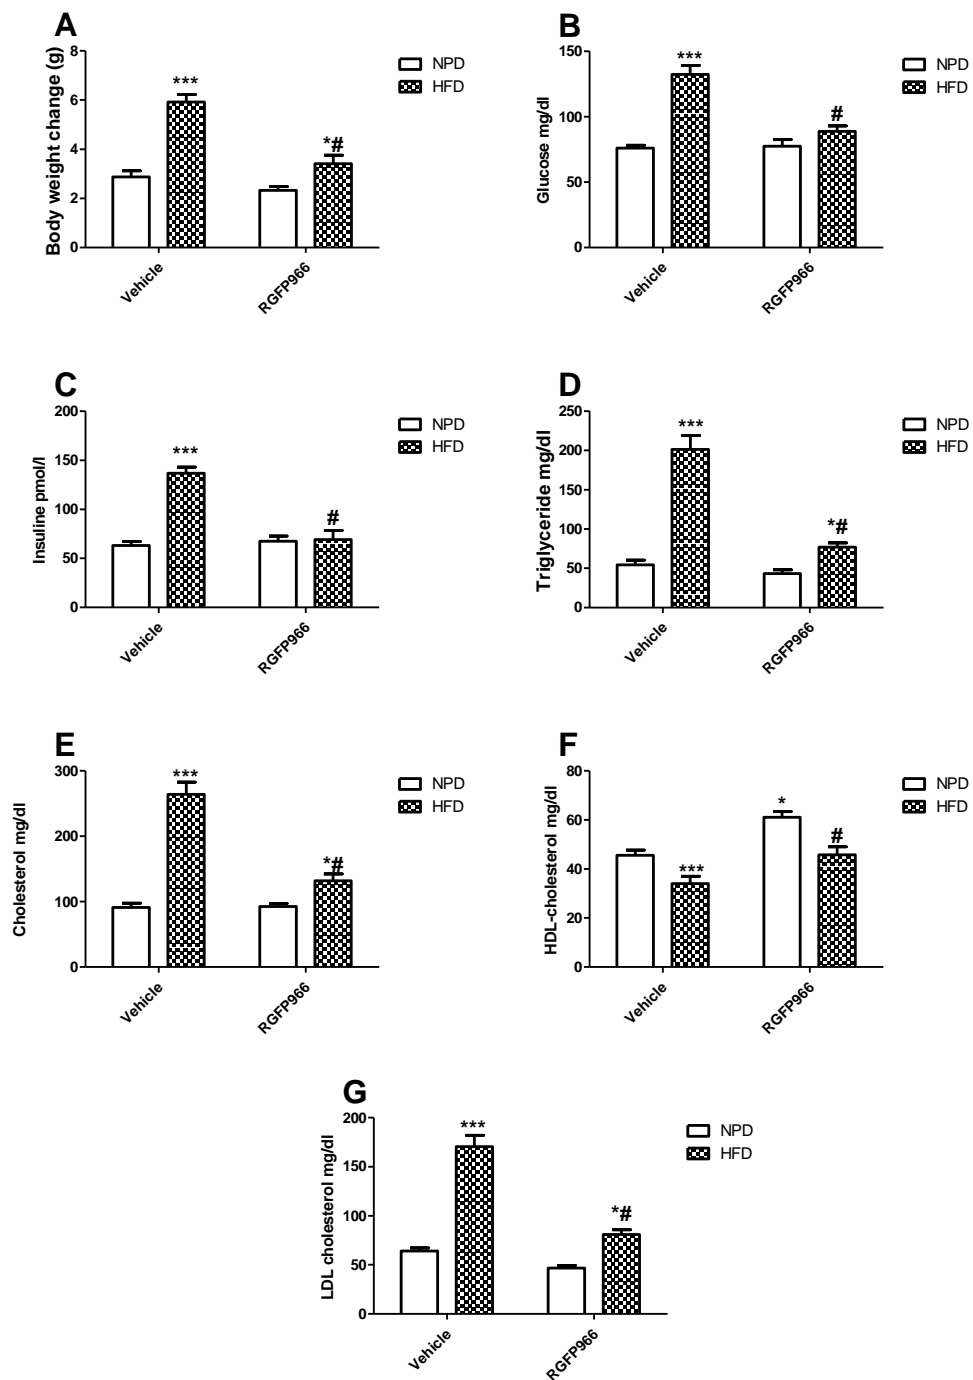 A
Body weight change (g)
8
6
4
2
0
***
*#
Vehicle
RGFP966
NPD
HFD
B
Glucose mg/dl
150
100
50
0
***
#
Vehicle
RGFP966
NPD
HFD
C
Insuline pmol/l
200
150
100
50
0
***
#
Vehicle
RGFP966
NPD
HFD
D
Triglyceride mg/dl
250
200
150
100
50
0
***
*#
Vehicle
RGFP966
NPD
HFD
E
Cholesterol mg/dl
300
200
100
0
***
*#
Vehicle
RGFP966
NPD
HFD
F
HDL-cholesterol mg/dl
80
60
40
20
0
***
*
#
Vehicle
RGFP966
NPD
HFD
G
LDL cholesterol mg/dl
200
150
100
50
0
***
*#
Vehicle
RGFP966
NPD
HFD